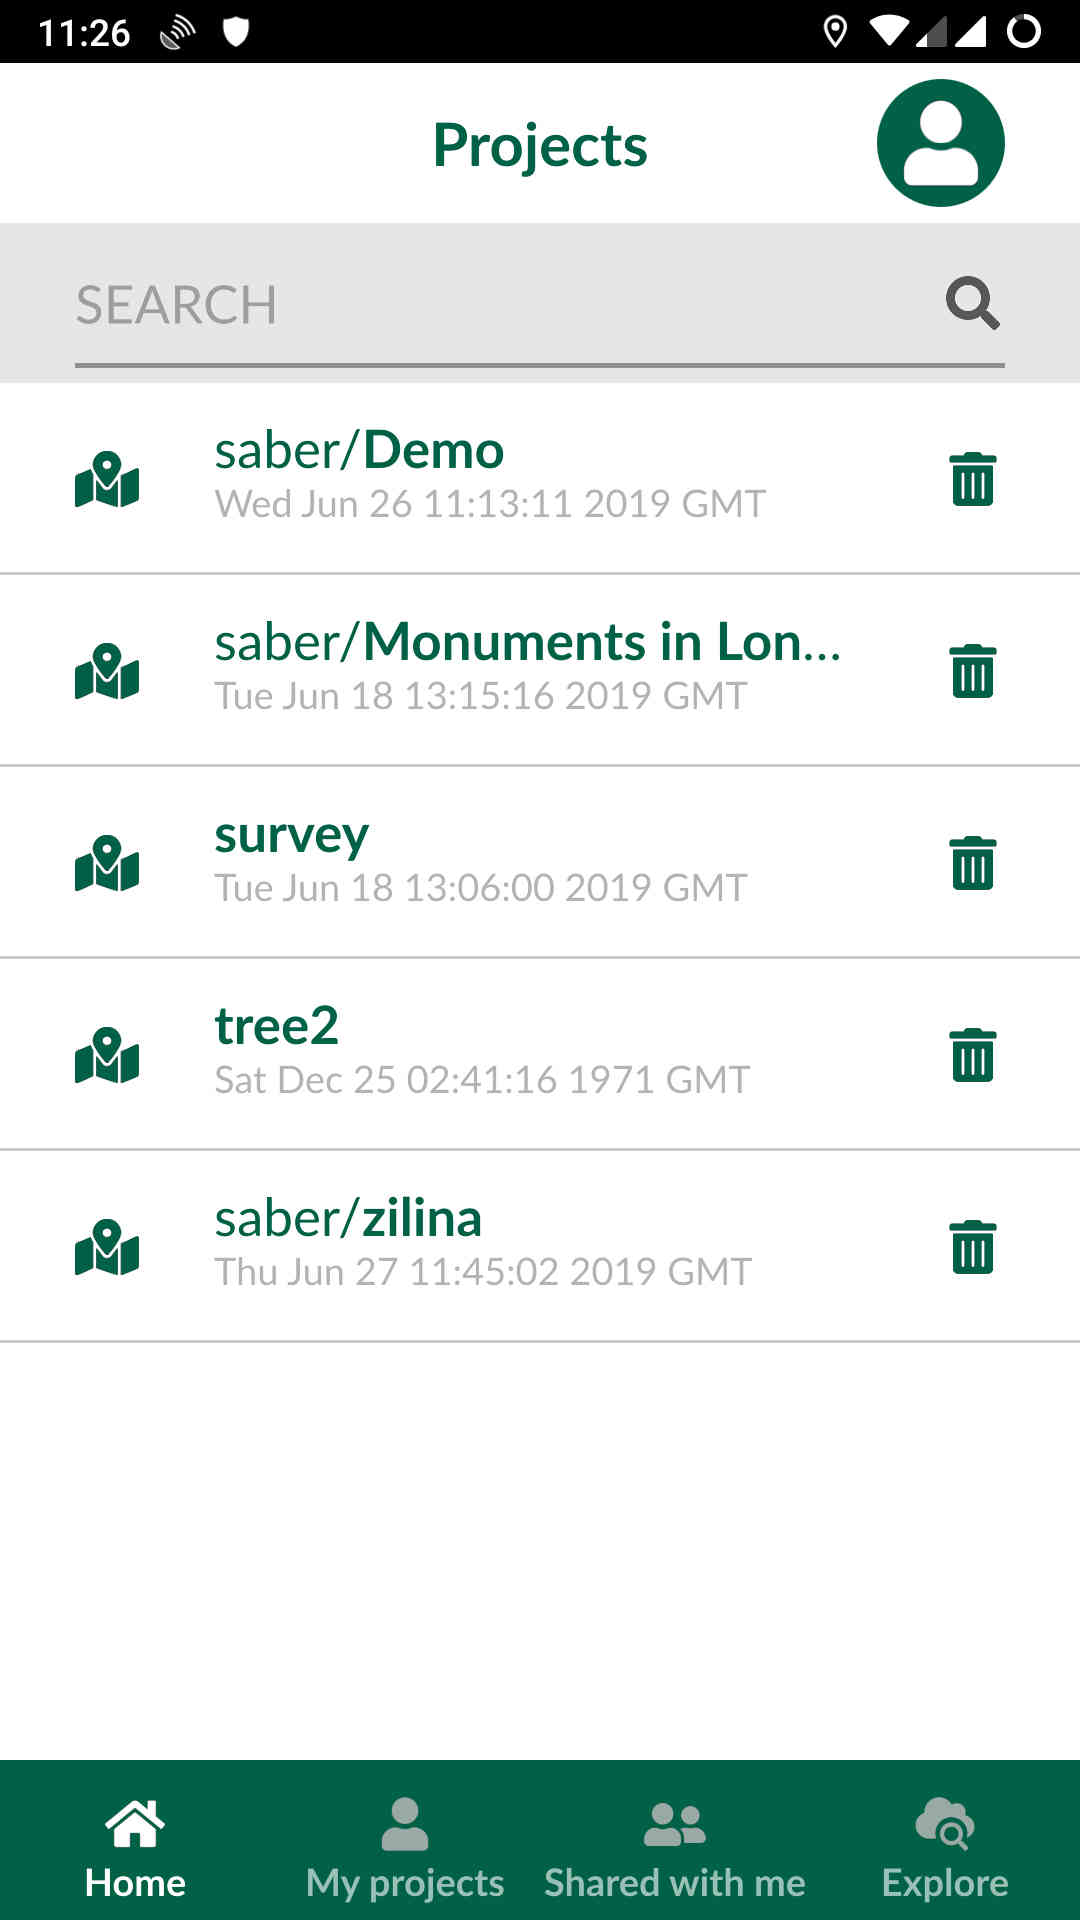 11:26
Projects
SEARCH
saber/Demo
Wed Jun 26 11:13:11 2019 GMT
saber/Monuments in Lon...
Tue Jun 18 13:15:16 2019 GMT
survey
Tue Jun 18 13:06:00 2019 GMT
tree2
Sat Dec 25 02:41:16 1971 GMT
saber/zilina
Thu Jun 27 11:45:02 2019 GMT
Home My projects Shared with me Explore